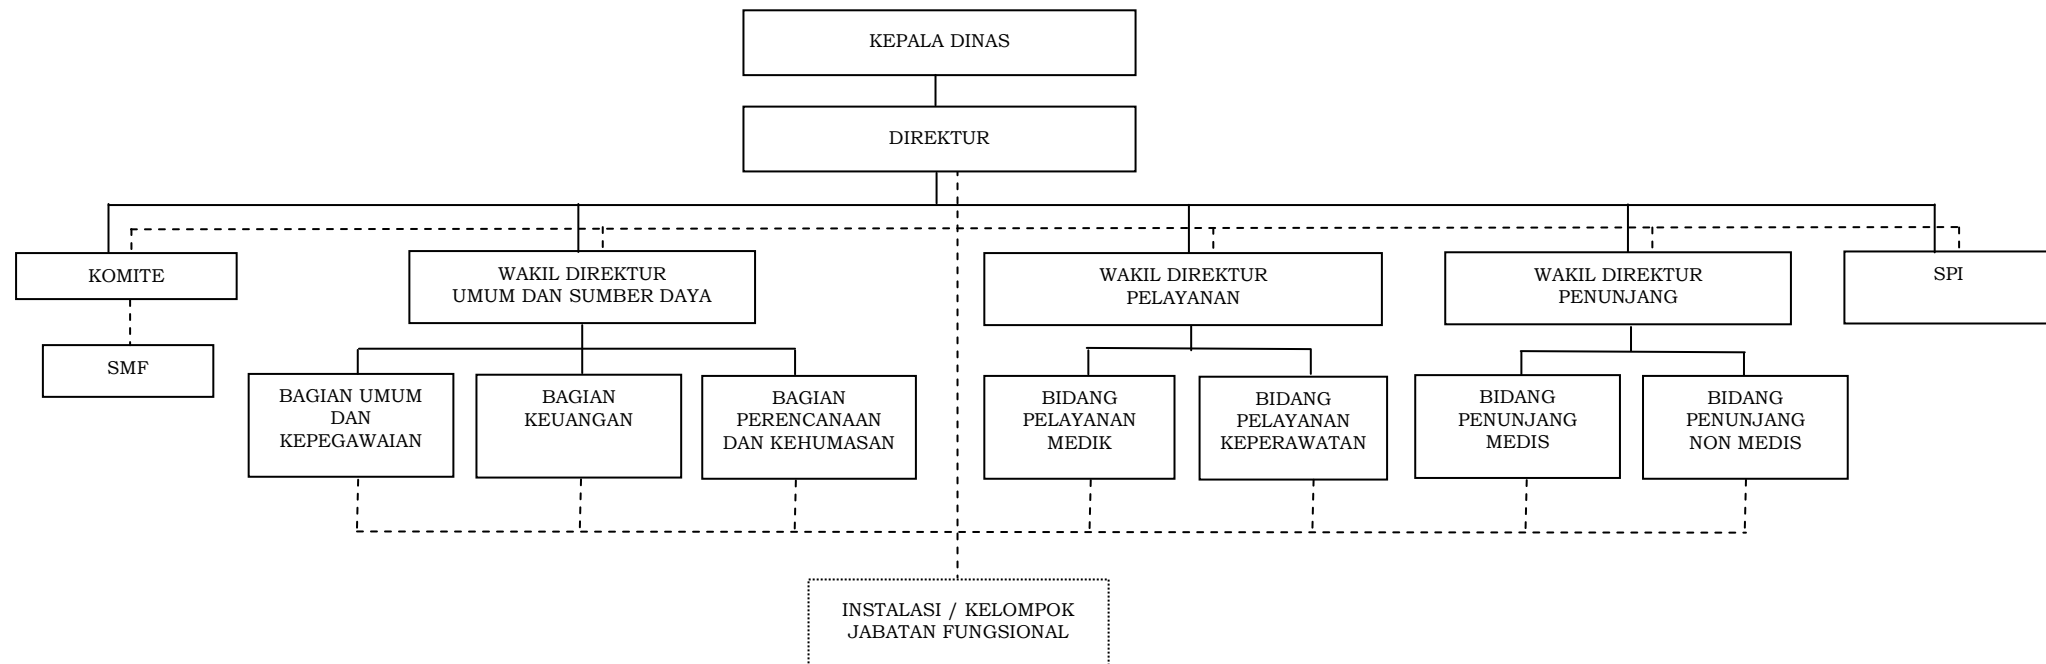 KEPALA DINAS
DIREKTUR
KOMITE
WAKIL DIREKTUR
UMUM DAN SUMBER DAYA
WAKIL DIREKTUR
PELAYANAN
WAKIL DIREKTUR
PENUNJANG
SPI
SMF
BAGIAN UMUM
DAN
KEPEGAWAIAN
BAGIAN
KEUANGAN
BAGIAN
PERENCANAAN
DAN KEHUMASAN
BIDANG
PELAYANAN
MEDIK
BIDANG
PELAYANAN
KEPERAWATAN
BIDANG
PENUNJANG
MEDIS
BIDANG
PENUNJANG
NON MEDIS
INSTALASI / KELOMPOK
JABATAN FUNGSIONAL